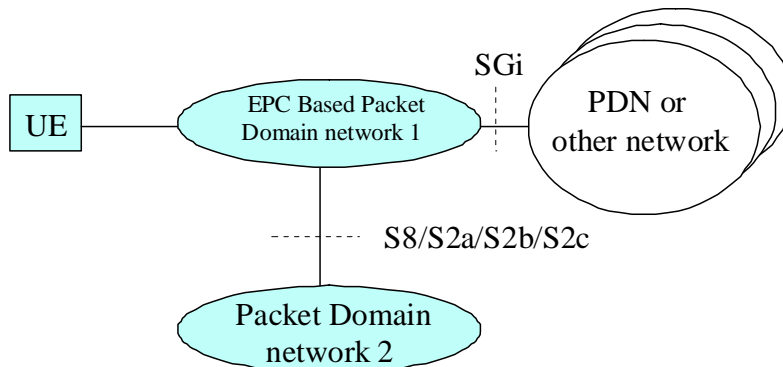 SGi
EPC Based Packet
Domain network 1
UE
PDN or
other network
S8/S2a/S2b/S2c
Packet Domain
network 2